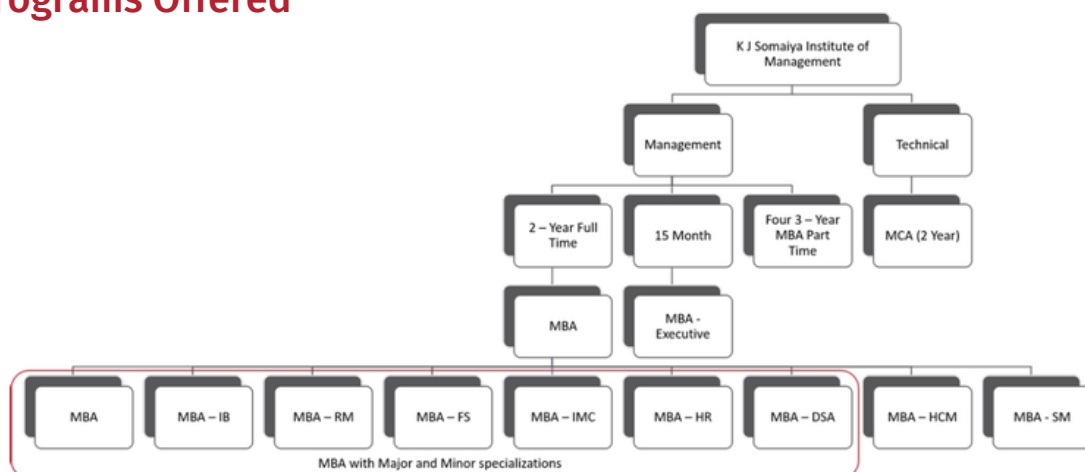 Programs Offered
K J Somaiya Institute of
Management
Management
Technical
2 – Year Full
Time
15 Month
Four 3 – Year
MBA Part
Time
MCA (2 Year)
MBA
MBA -
Executive
MBA
MBA – IB
MBA – RM
MBA – FS
MBA – IMC
MBA – HR
MBA – DSA
MBA – HCM
MBA - SM
MBA with Major and Minor specializations